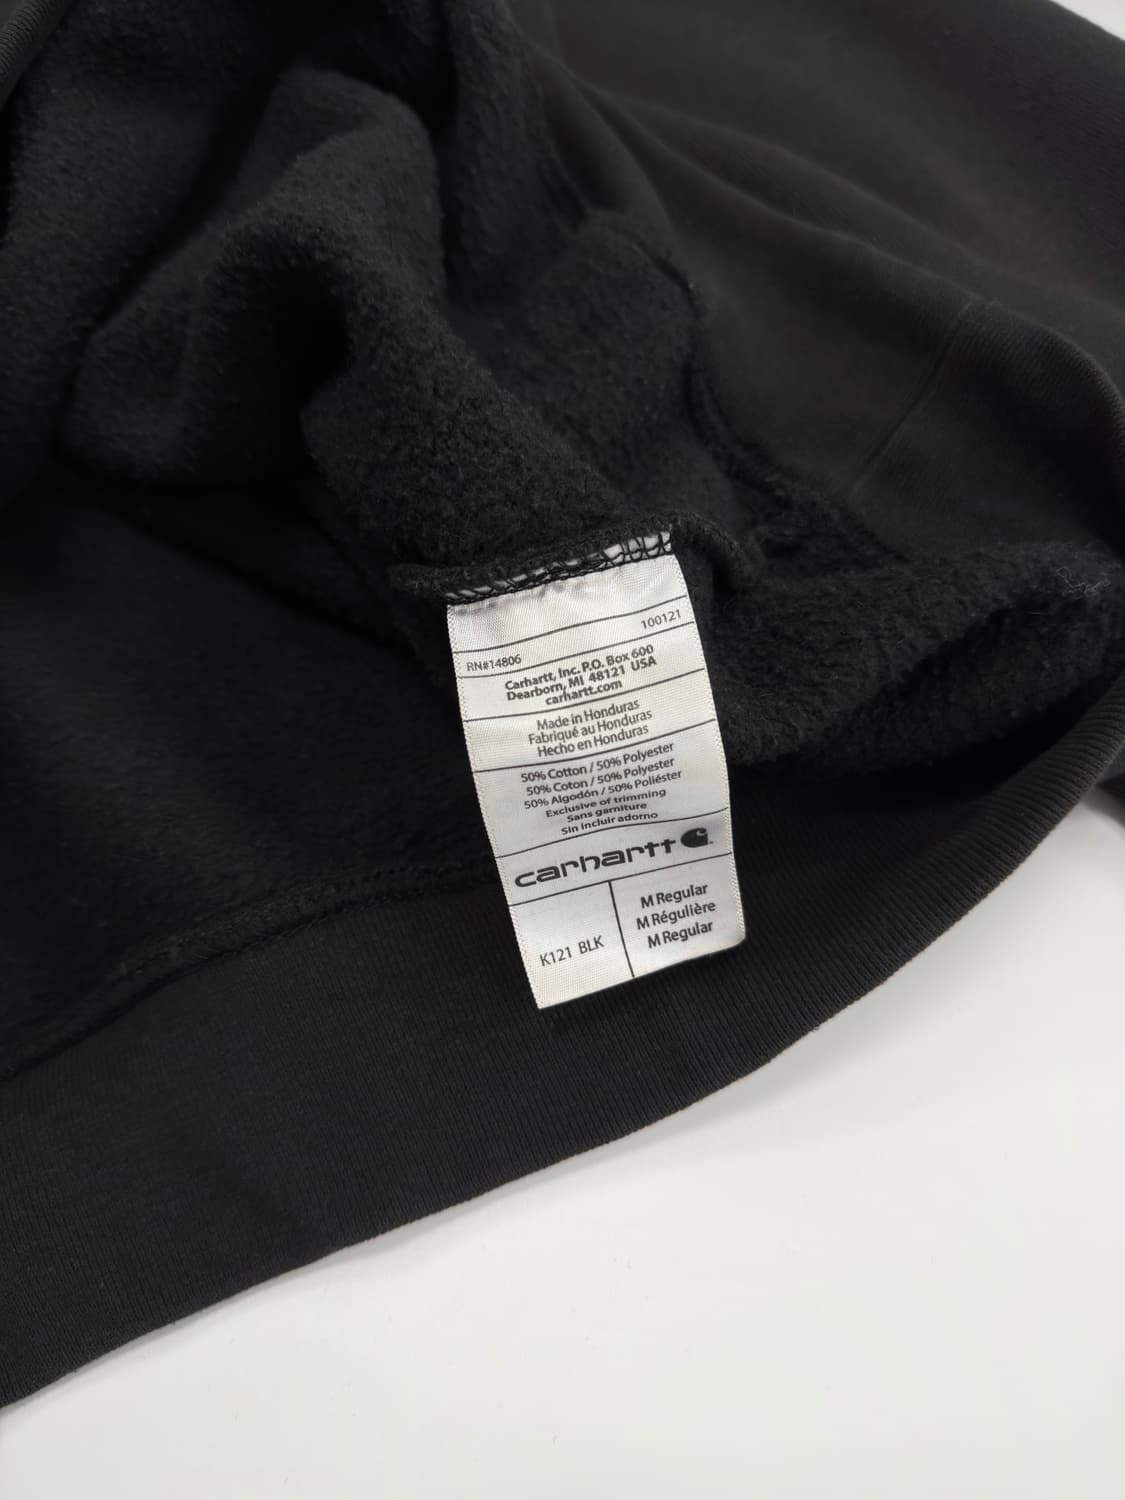 100121
RN#14806
Carhartt, Inc. P.O. Box 600
Dearborn, MI 48121 USA
carhartt.com
Made in Honduras
Fabriqué au Honduras
Hecho en Honduras
50% Cotton / 50% Polyester
50% Coton / 50% Polyester
50% Algodón / 50% Poliéster
Exclusive of trimming
Sans garniture
Sin incluir adorno
carhartt
K121 BLK
M Regular
M Régulière
M Regular